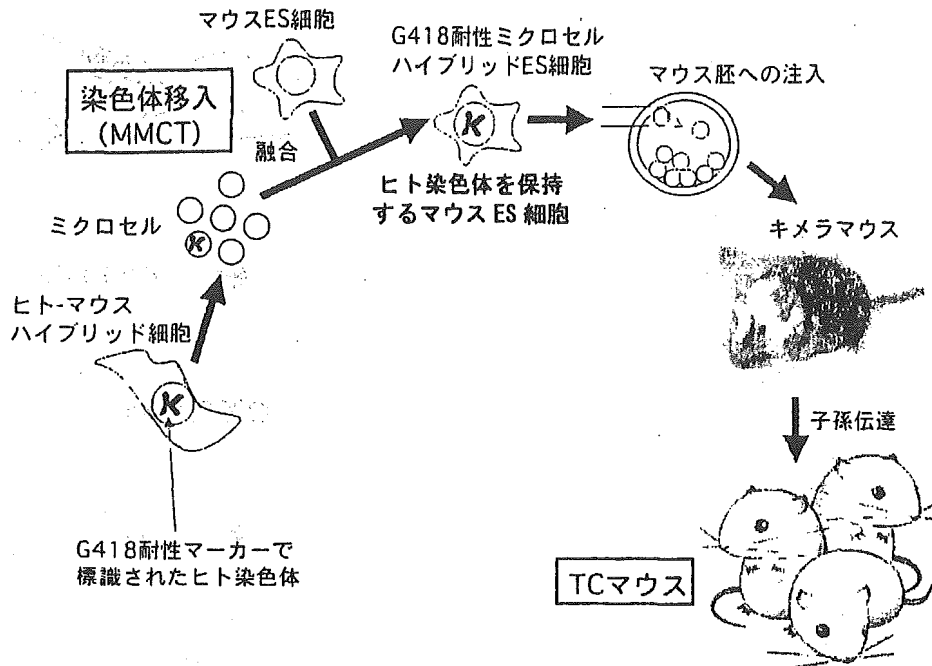 マウスES細胞
G418耐性ミクロセル
ハイブリッドES細胞
マウス胚への注入
染色体移入
(MMCT)
融合
ヒト染色体を保持
するマウス ES 細胞
ミクロセル
キメラマウス
ヒト-マウス
ハイブリッド細胞
子孫伝達
G418耐性マーカーで
標識されたヒト染色体
TCマウス